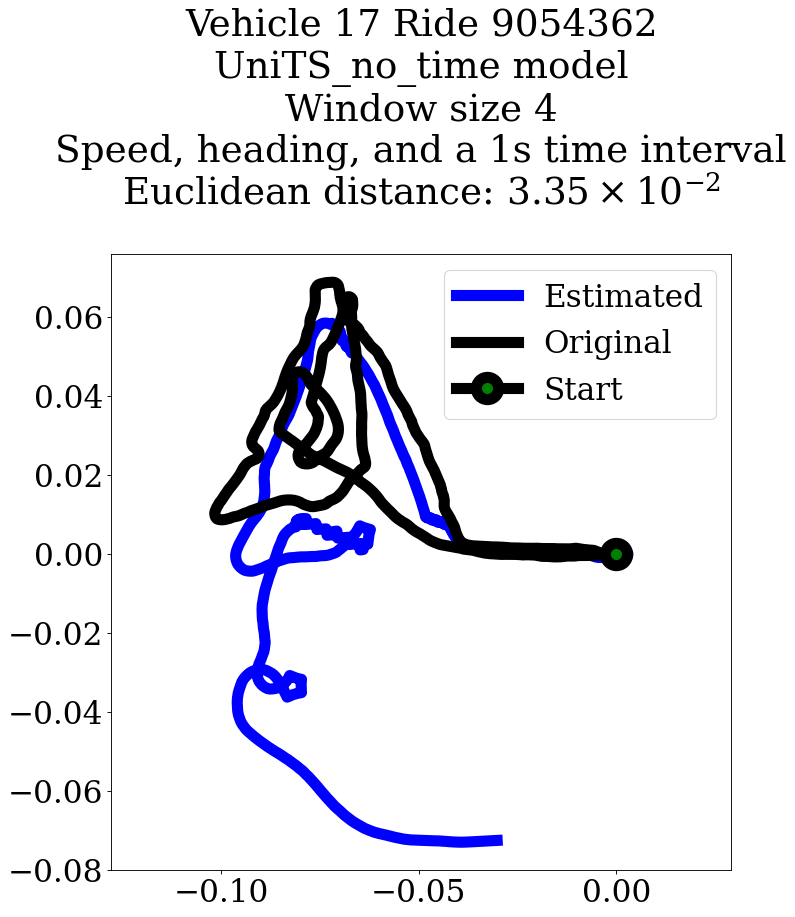 Vehicle 17 Ride 9054362
UniTS_no_time model
Window size 4
Speed, heading, and a 1s time interval
Euclidean distance: 3.35 × 10⁻²
Estimated
Original
Start
0.06
0.04
0.02
0.00
−0.02
−0.04
−0.06
−0.08
−0.10
−0.05
0.00